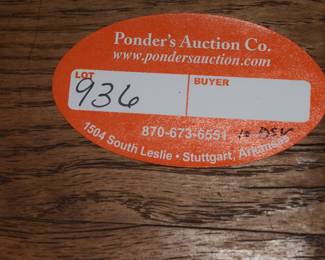 Ponder's Auction Co.
www.pondersauction.com
LOT
BUYER
936
870-673-6551
1504 South Leslie • Stuttgart, Arkansas